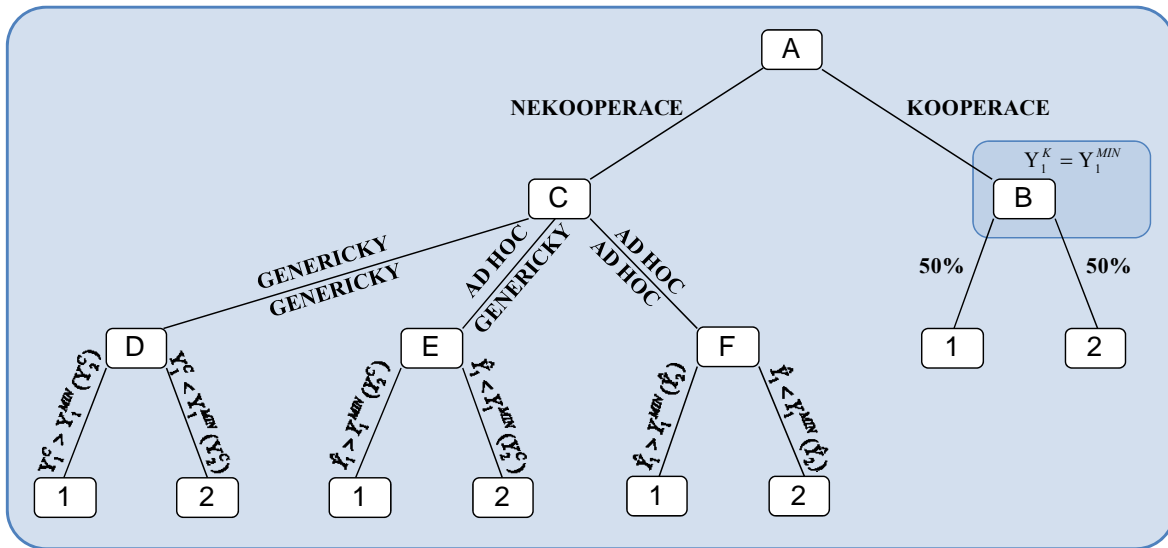 A
NEKOOPERACE
KOOPERACE
Y₁ᴷ = Y₁ᴹᴵᴺ
C
B
GENERICKY
GENERICKY
AD HOC
GENERICKY
AD HOC
AD HOC
50%
50%
D
E
F
1
2
Y₁ᶜ > Y₁ᴹᴵᴺ (Y₂ᶜ)
Y₁ᶜ < Y₁ᴹᴵᴺ (Y₂ᶜ)
Ŷ₁ > Y₁ᴹᴵᴺ (Y₂ᶜ)
Ŷ₁ < Y₁ᴹᴵᴺ (Y₂ᶜ)
Ŷ₁ > Y₁ᴹᴵᴺ (Ŷ₂)
Ŷ₁ < Y₁ᴹᴵᴺ (Ŷ₂)
1
2
1
2
1
2